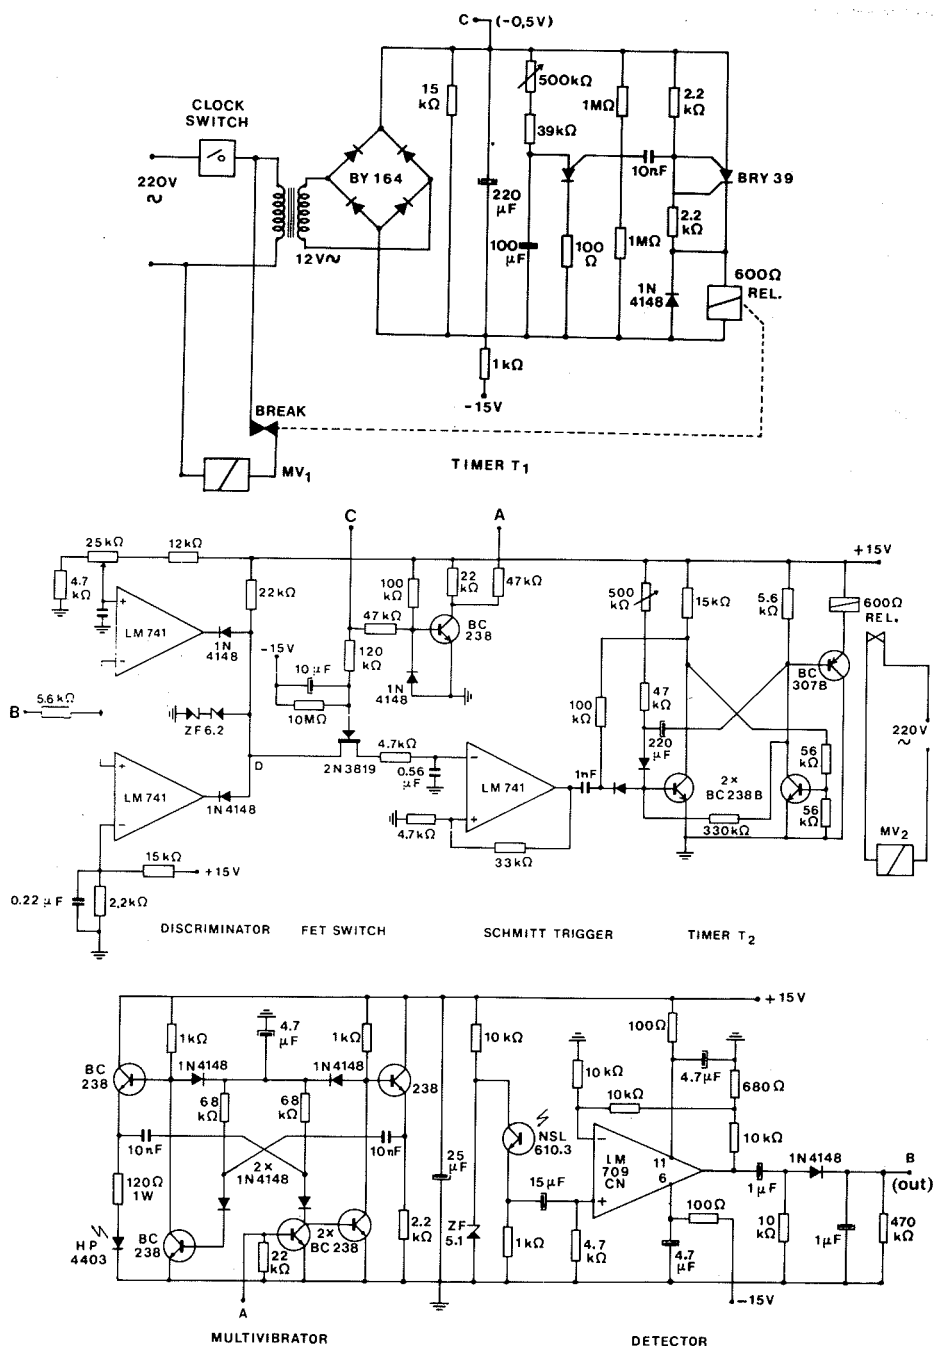 C (-0,5V)
CLOCK
SWITCH
220V
~
12V~
BY 164
15
kΩ
220
µF
500kΩ
39kΩ
100
µF
100
Ω
1MΩ
1MΩ
10nF
2.2
kΩ
2.2
kΩ
BRY 39
1N
4148
600Ω
REL.
1kΩ
-15V
BREAK
MV1
TIMER T1
C
A
25kΩ
12kΩ
+15V
4.7
kΩ
+
LM 741
-
1N
4148
22kΩ
100
kΩ
22
kΩ
47kΩ
47kΩ
BC
238
120
kΩ
-15V
10µF
10MΩ
1N
4148
500
kΩ
15kΩ
5.6
kΩ
600Ω
REL.
BC
307B
220V
~
B
5.6kΩ
ZF6.2
D
2N3819
4.7kΩ
0.56
µF
-
LM 741
+
4.7kΩ
33kΩ
100
kΩ
47
kΩ
220
µF
1nF
2×
BC238B
330kΩ
56
kΩ
56
kΩ
MV2
+
LM741
-
1N4148
15kΩ
+15V
0.22 µF
2,2kΩ
DISCRIMINATOR
FET SWITCH
SCHMITT TRIGGER
TIMER T2
+15V
1kΩ
4.7
µF
1kΩ
BC
238
1N4148
1N4148
238
68
kΩ
68
kΩ
10nF
10nF
2×
1N4148
120Ω
1W
HP
4403
BC
238
2×
BC238
22
kΩ
2.2
kΩ
A
25
µF
10 kΩ
NSL
610.3
ZF
5.1
1kΩ
15µF
4.7
kΩ
10 kΩ
10kΩ
-
LM
709
CN
+
11
6
100Ω
4.7µF
680Ω
10kΩ
1µF
1N4148
B
(out)
100Ω
4.7
µF
10
kΩ
1µF
470
kΩ
-15V
MULTIVIBRATOR
DETECTOR